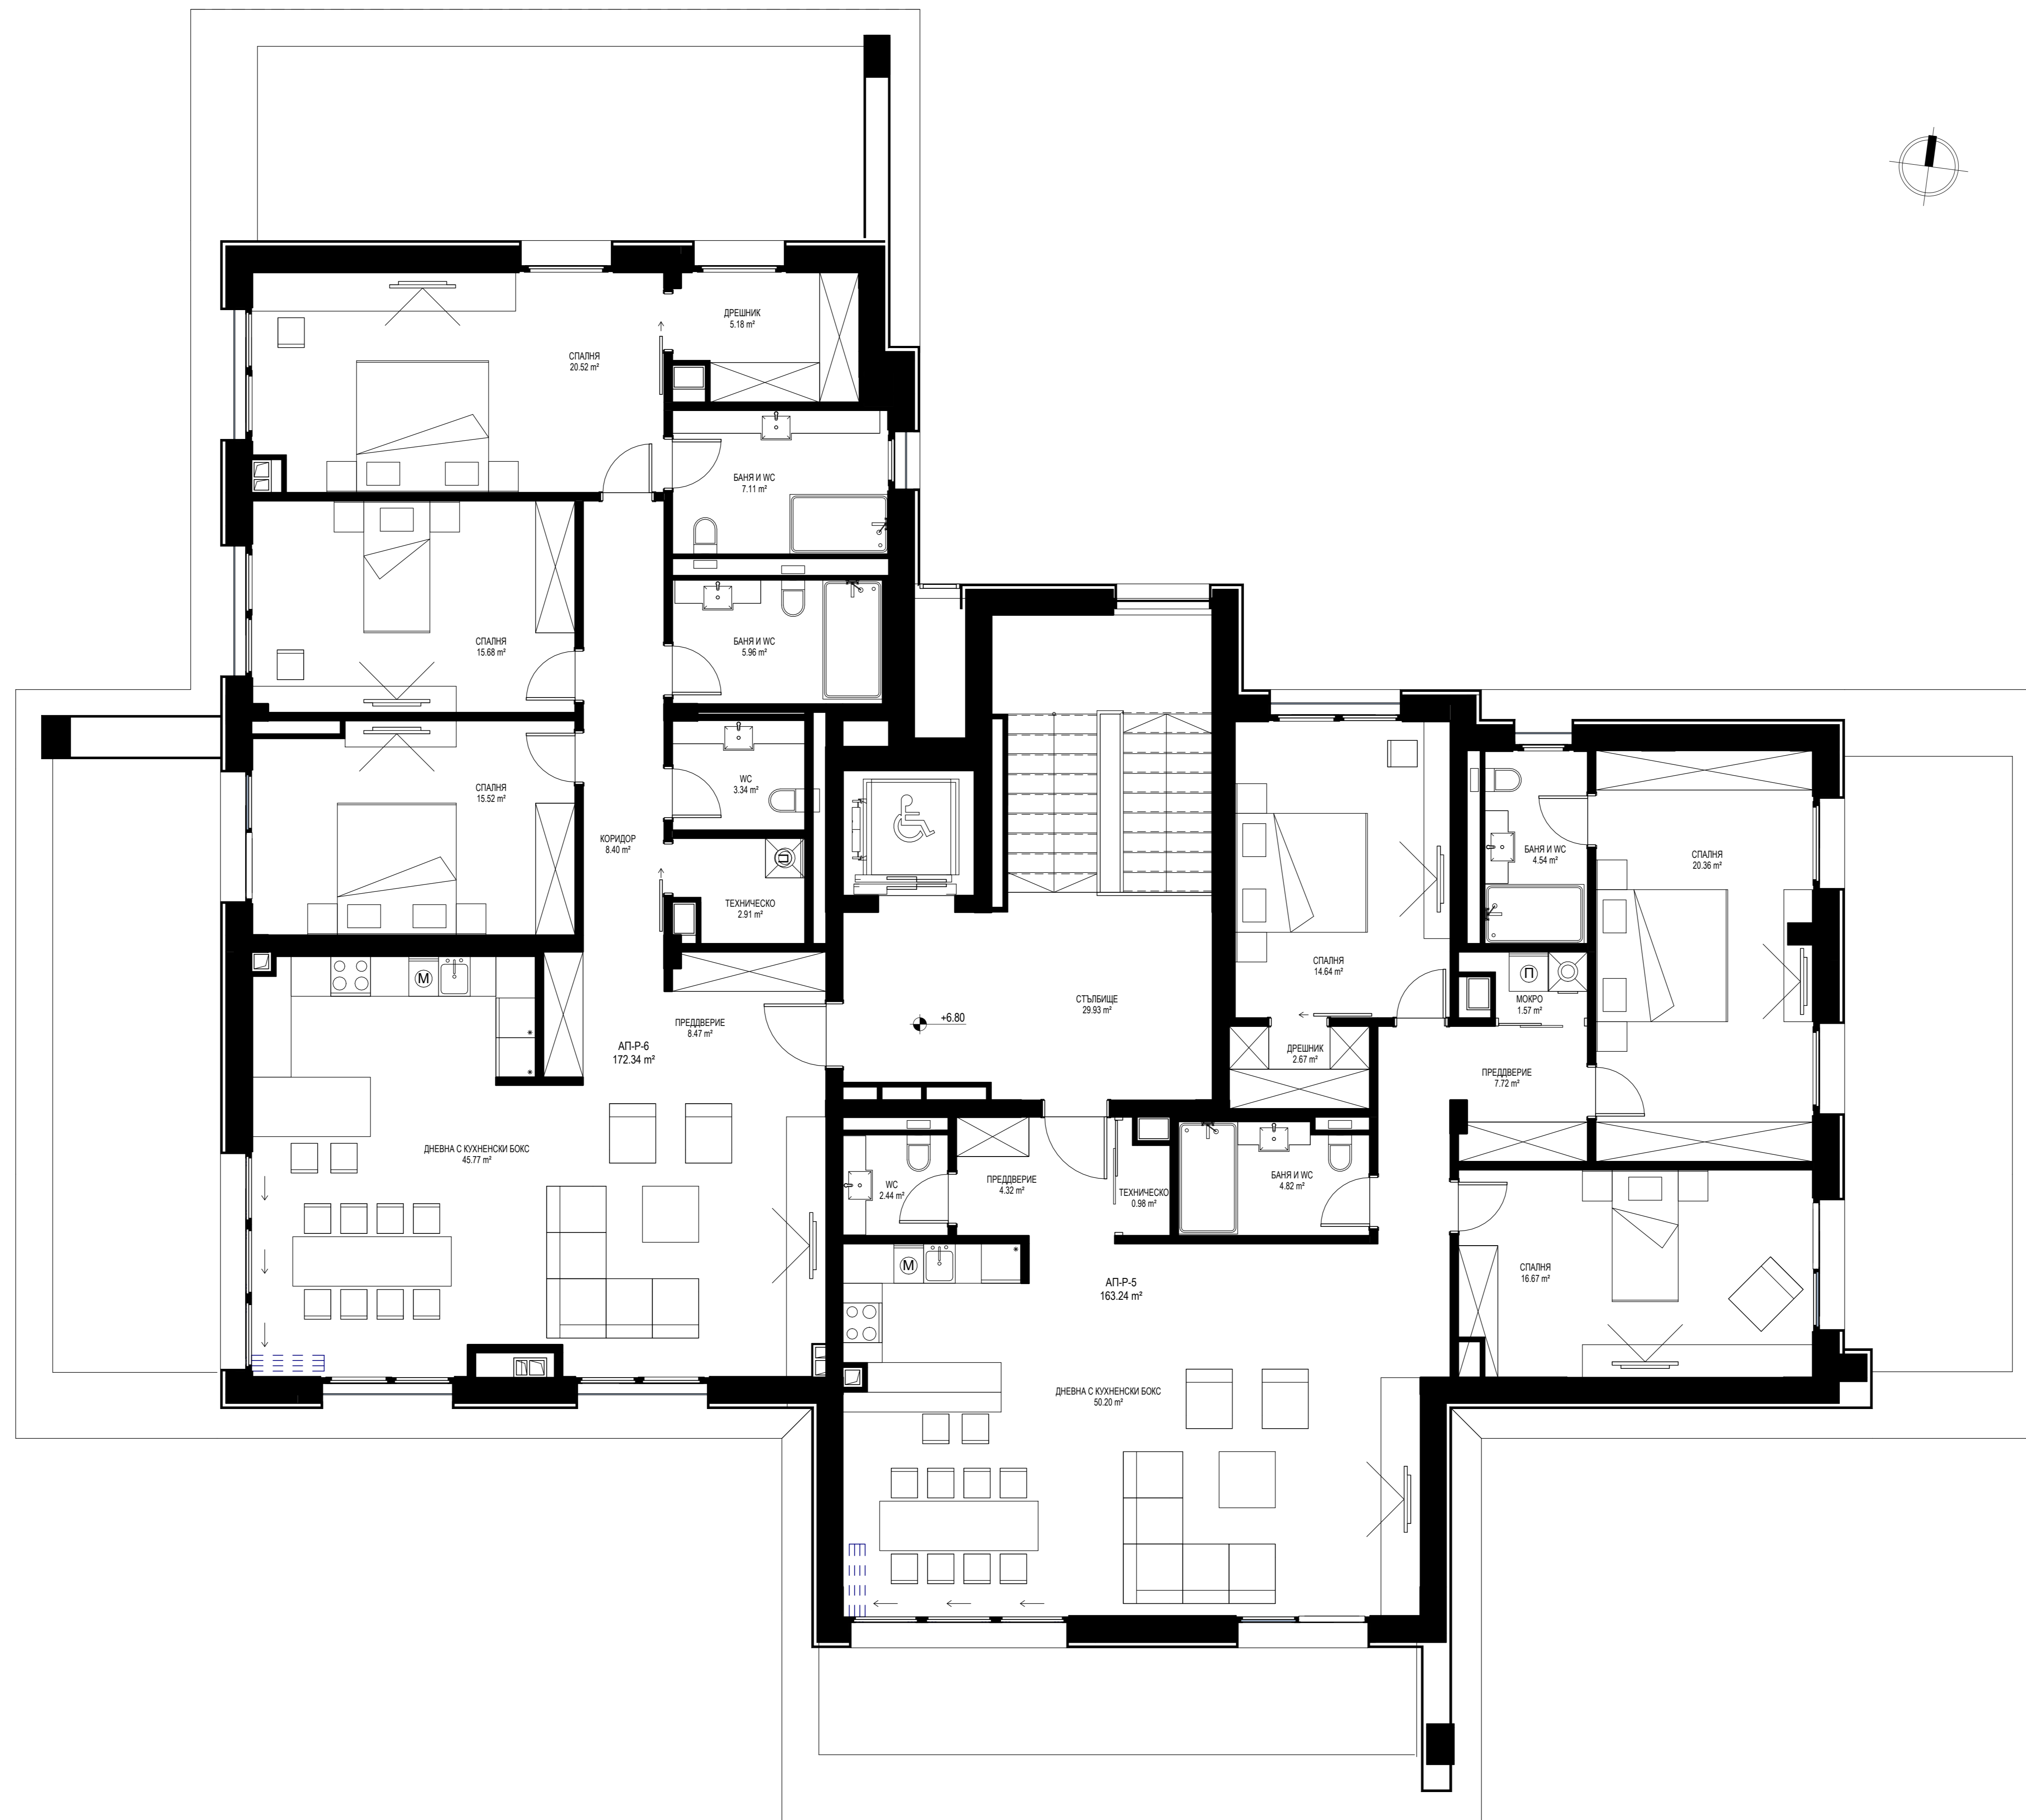 ДРЕШНИК
5.18 m²
СПАЛНЯ
20.52 m²
БАНЯ И WC
7.11 m²
СПАЛНЯ
15.68 m²
БАНЯ И WC
5.96 m²
WC
3.34 m²
СПАЛНЯ
15.52 m²
КОРИДОР
8.40 m²
ТЕХНИЧЕСКО
2.91 m²
М
СТЪЛБИЩЕ
29.93 m²
+6.80
ПРЕДДВЕРИЕ
8.47 m²
АП-Р-6
172.34 m²
ДНЕВНА С КУХНЕНСКИ БОКС
45.77 m²
БАНЯ И WC
4.54 m²
СПАЛНЯ
20.36 m²
СПАЛНЯ
14.64 m²
П
МОКРО
1.57 m²
ДРЕШНИК
2.67 m²
ПРЕДДВЕРИЕ
7.72 m²
WC
2.44 m²
ПРЕДДВЕРИЕ
4.32 m²
ТЕХНИЧЕСКО
0.98 m²
БАНЯ И WC
4.82 m²
М
АП-Р-5
163.24 m²
СПАЛНЯ
16.67 m²
ДНЕВНА С КУХНЕНСКИ БОКС
50.20 m²